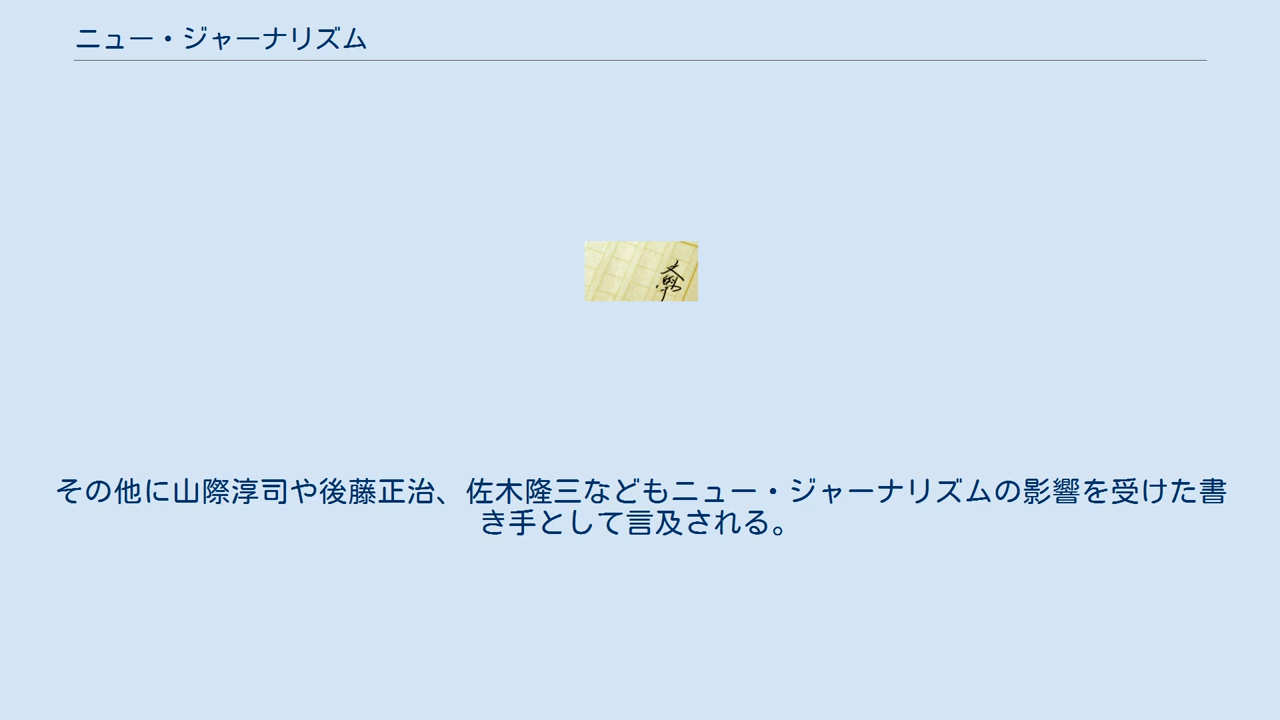 ニュー・ジャーナリズム
その他に山際淳司や後藤正治、佐木隆三などもニュー・ジャーナリズムの影響を受けた書
き手として言及される。